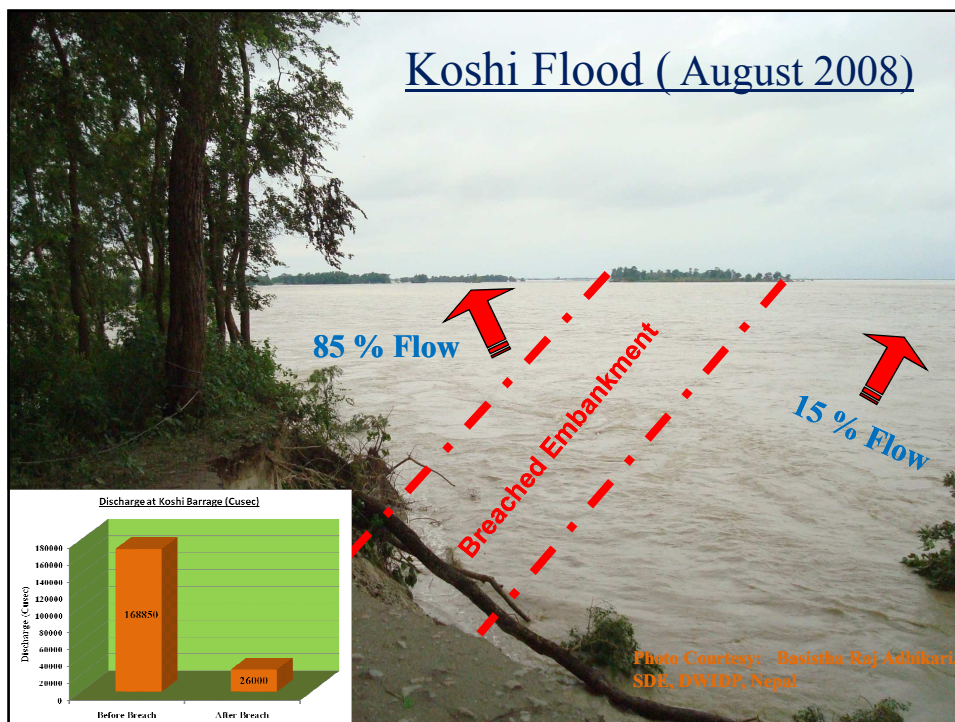 Koshi Flood ( August 2008)
85 % Flow
Breached Embankment
15 % Flow
Discharge at Koshi Barrage (Cusec)
Discharge (Cusec)
180000
160000
140000
120000
100000
80000
60000
40000
20000
0
168850
26000
Before Breach
After Breach
Photo Courtesy: Basistha Raj Adhikari,
SDE, DWIDP, Nepal